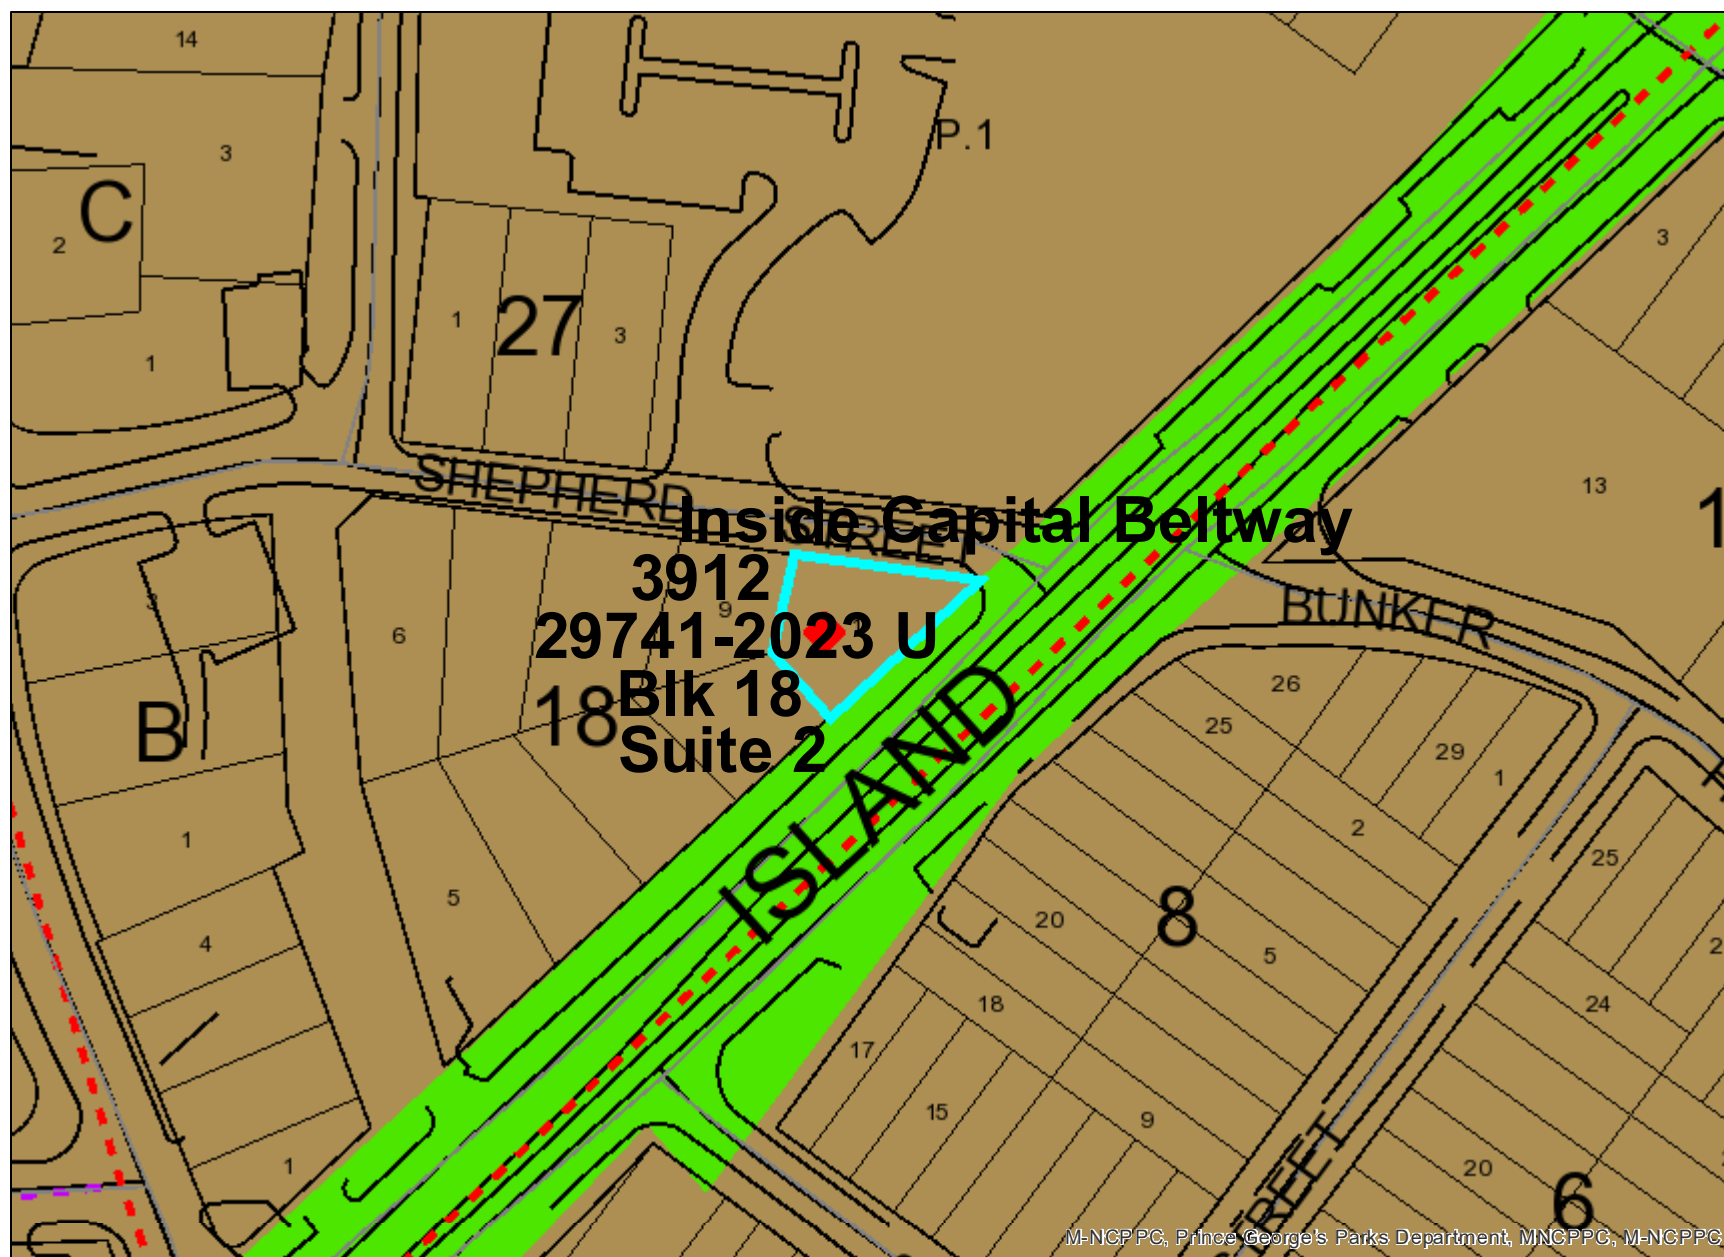 14
3
P.1
C
2
3
1
27
3
1
13
SHEPHERD
STREET
Inside Capital Beltway
3912
29741-2023 U
Blk 18
Suite 2
9
6
18
3
B
BUNKER
ISLAND
26
25
29
1
2
25
1
5
8
20
5
4
18
24
17
15
9
1
20
6
STREET
M-NCPPC, Prince George's Parks Department, MNCPPC, M-NCPPC